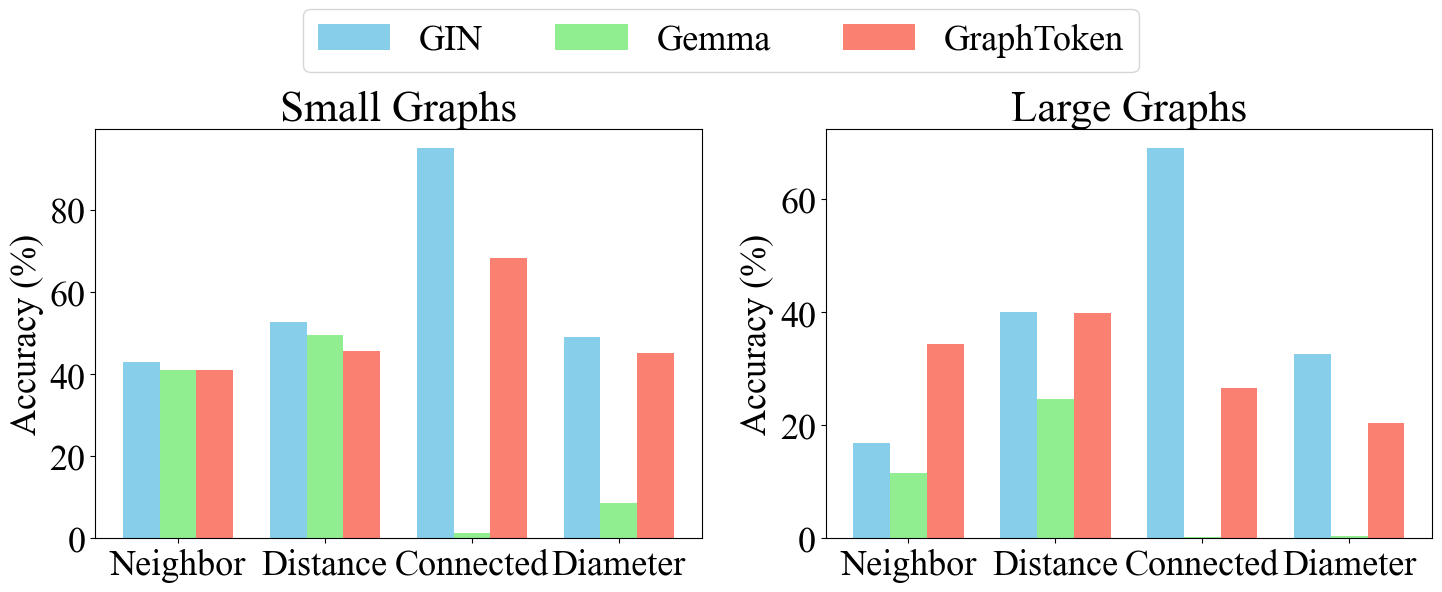 GIN Gemma GraphToken
Small Graphs
Accuracy (%)
80
60
40
20
0
Neighbor Distance Connected Diameter
Large Graphs
Accuracy (%)
60
40
20
0
Neighbor Distance Connected Diameter